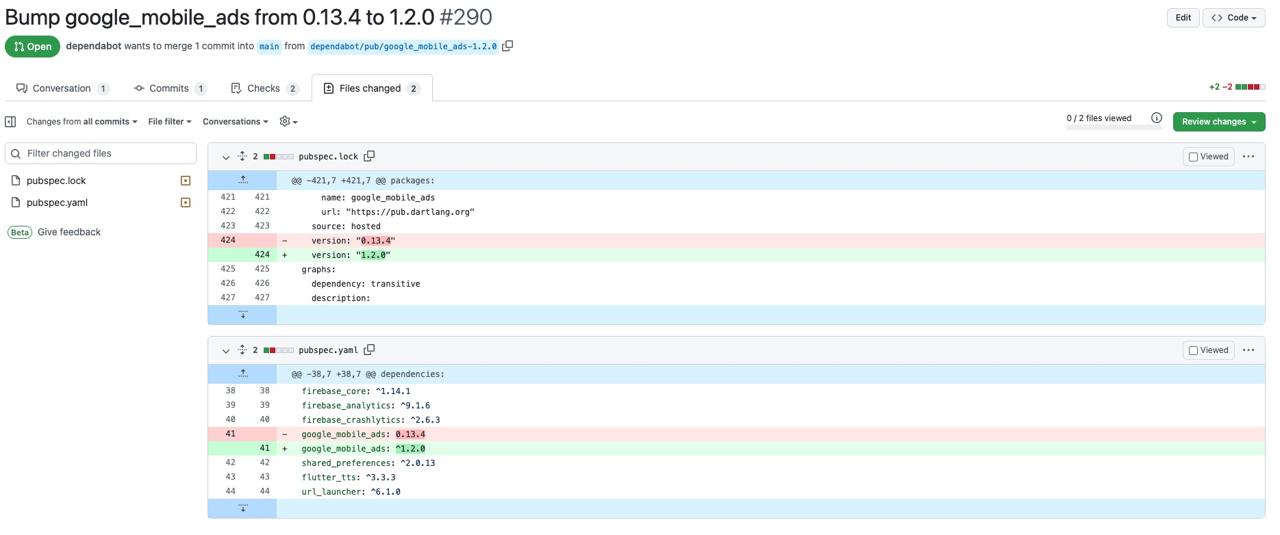 Bump google_mobile_ads from 0.13.4 to 1.2.0 #290
Edit
<> Code
Open
dependabot wants to merge 1 commit into main from dependabot/pub/google_mobile_ads-1.2.0
Conversation 1
Commits 1
Checks 2
Files changed 2
+2 −2
Changes from all commits
File filter
Conversations
0 / 2 files viewed
Review changes
Filter changed files
pubspec.lock
pubspec.yaml
Beta Give feedback
2 pubspec.lock
Viewed
@@ -421,7 +421,7 @@ packages:
421 421 name: google_mobile_ads
422 422 url: "https://pub.dartlang.org"
423 423 source: hosted
424 - version: "0.13.4"
424 + version: "1.2.0"
425 425 graphs:
426 426 dependency: transitive
427 427 description:
2 pubspec.yaml
Viewed
@@ -38,7 +38,7 @@ dependencies:
38 38 firebase_core: ^1.14.1
39 39 firebase_analytics: ^9.1.6
40 40 firebase_crashlytics: ^2.6.3
41 - google_mobile_ads: 0.13.4
41 + google_mobile_ads: ^1.2.0
42 42 shared_preferences: ^2.0.13
43 43 flutter_tts: ^3.3.3
44 44 url_launcher: ^6.1.0